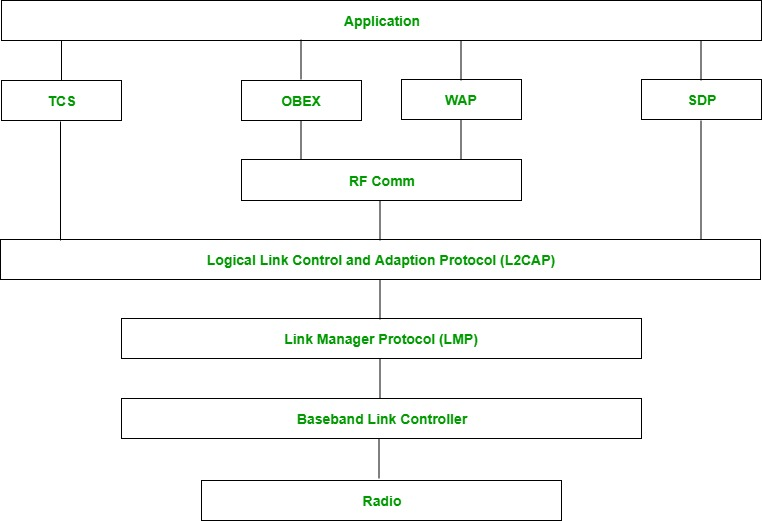 Application
TCS
OBEX
WAP
SDP
RF Comm
Logical Link Control and Adaption Protocol (L2CAP)
Link Manager Protocol (LMP)
Baseband Link Controller
Radio